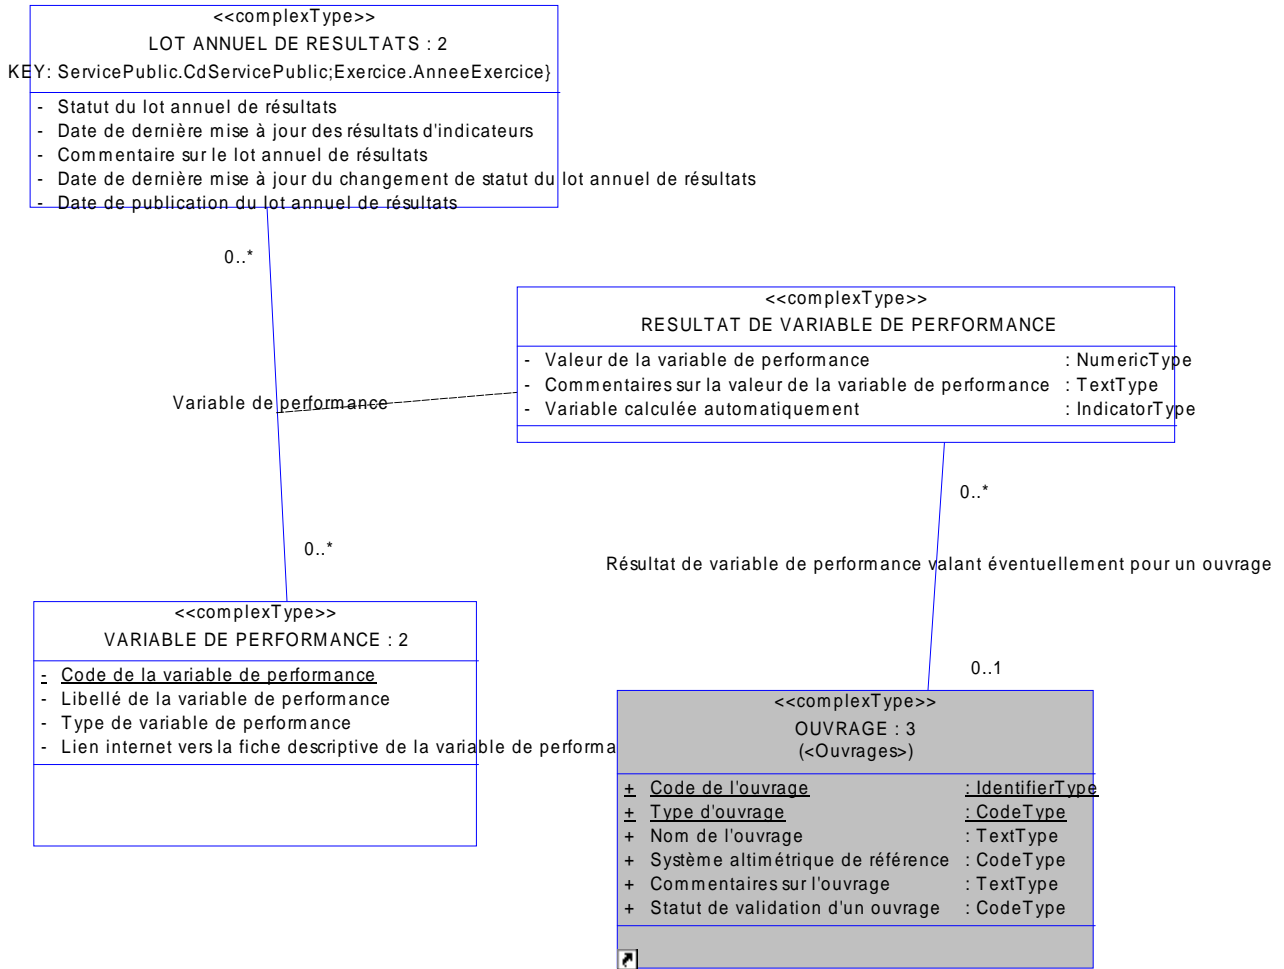 <<complexType>>
LOT ANNUEL DE RESULTATS : 2
KEY: ServicePublic.CdServicePublic;Exercice.AnneeExercice}
- Statut du lot annuel de résultats
- Date de dernière mise à jour des résultats d'indicateurs
- Commentaire sur le lot annuel de résultats
- Date de dernière mise à jour du changement de statut du lot annuel de résultats
- Date de publication du lot annuel de résultats
0..*
<<complexType>>
RESULTAT DE VARIABLE DE PERFORMANCE
- Valeur de la variable de performance : NumericType
- Commentaires sur la valeur de la variable de performance : TextType
- Variable calculée automatiquement : IndicatorType
Variable de performance
0..*
0..*
Résultat de variable de performance valant éventuellement pour un ouvrage
<<complexType>>
VARIABLE DE PERFORMANCE : 2
- Code de la variable de performance
- Libellé de la variable de performance
- Type de variable de performance
- Lien internet vers la fiche descriptive de la variable de performa
0..1
<<complexType>>
OUVRAGE : 3
(<Ouvrages>)
+ Code de l'ouvrage : IdentifierType
+ Type d'ouvrage : CodeType
+ Nom de l'ouvrage : TextType
+ Système altimétrique de référence : CodeType
+ Commentaires sur l'ouvrage : TextType
+ Statut de validation d'un ouvrage : CodeType